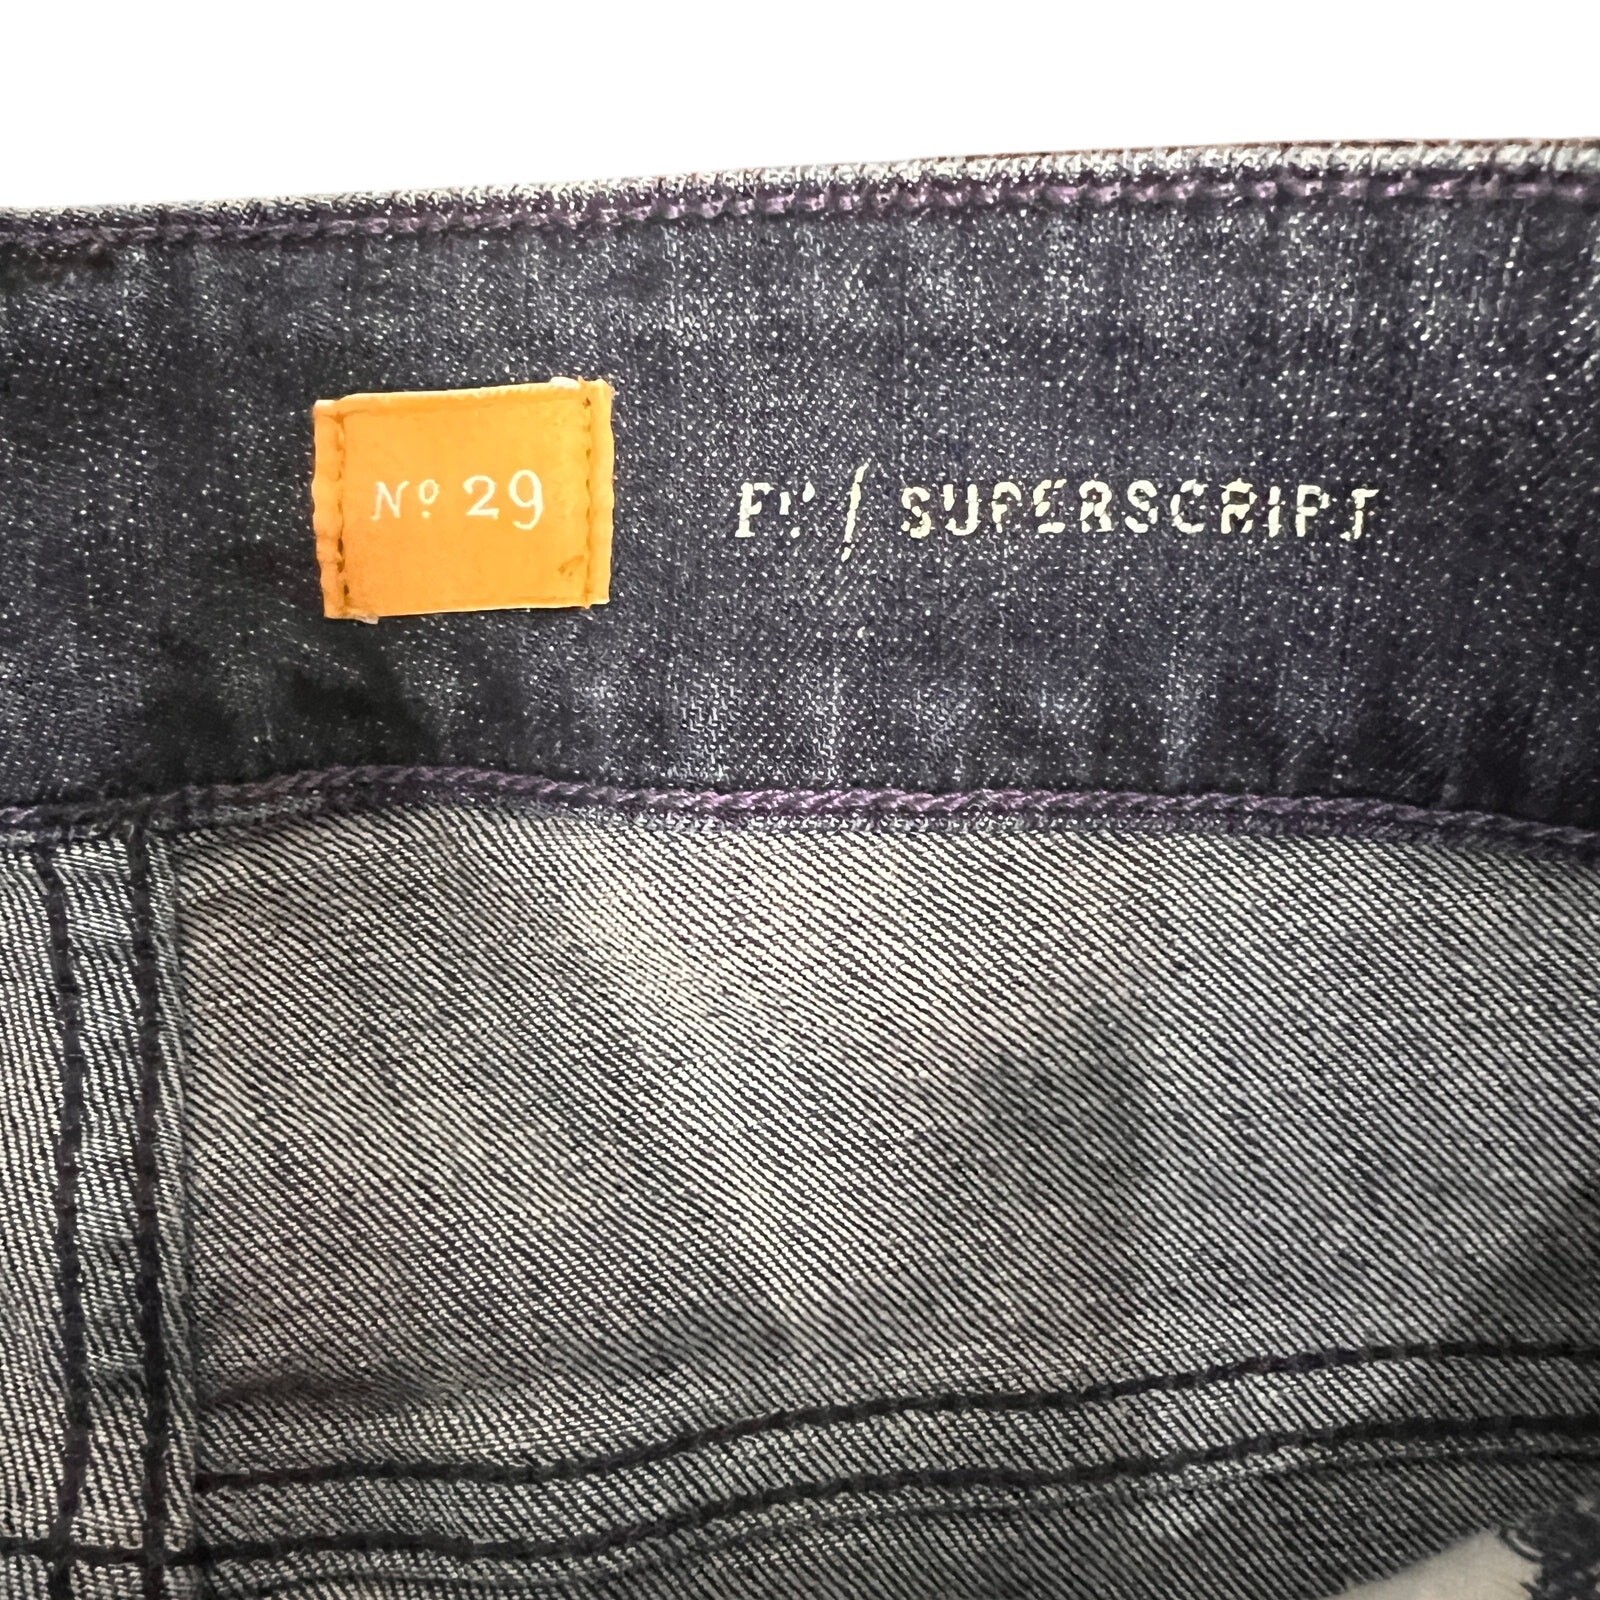 Nº 29
F!! / SUPERSCRIPT